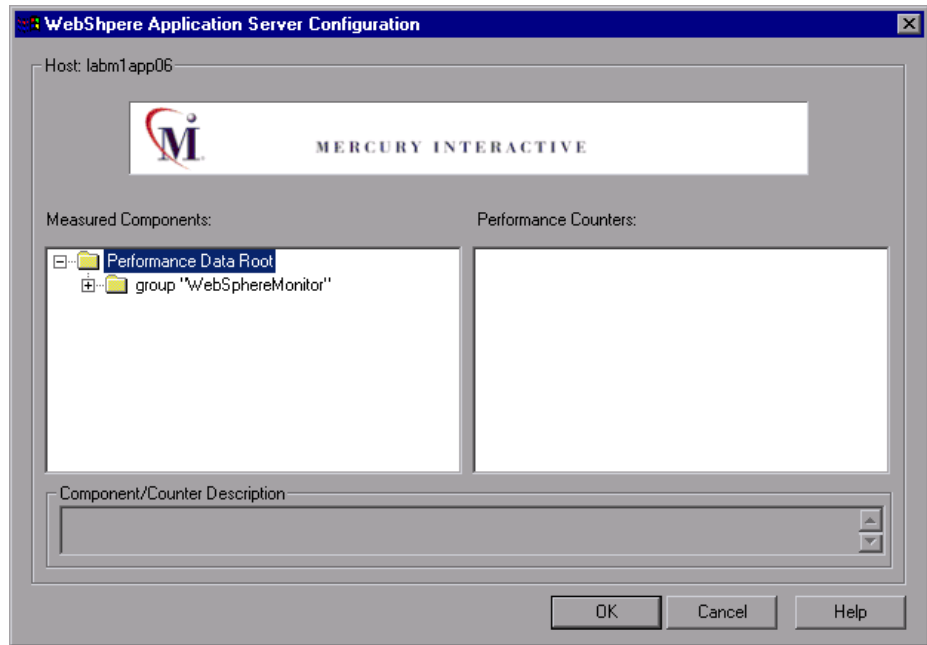 WebShpere Application Server Configuration
Host: labm1app06
M
MERCURY INTERACTIVE
Measured Components:
Performance Counters:
Performance Data Root
group "WebSphereMonitor"
Component/Counter Description
OK Cancel Help